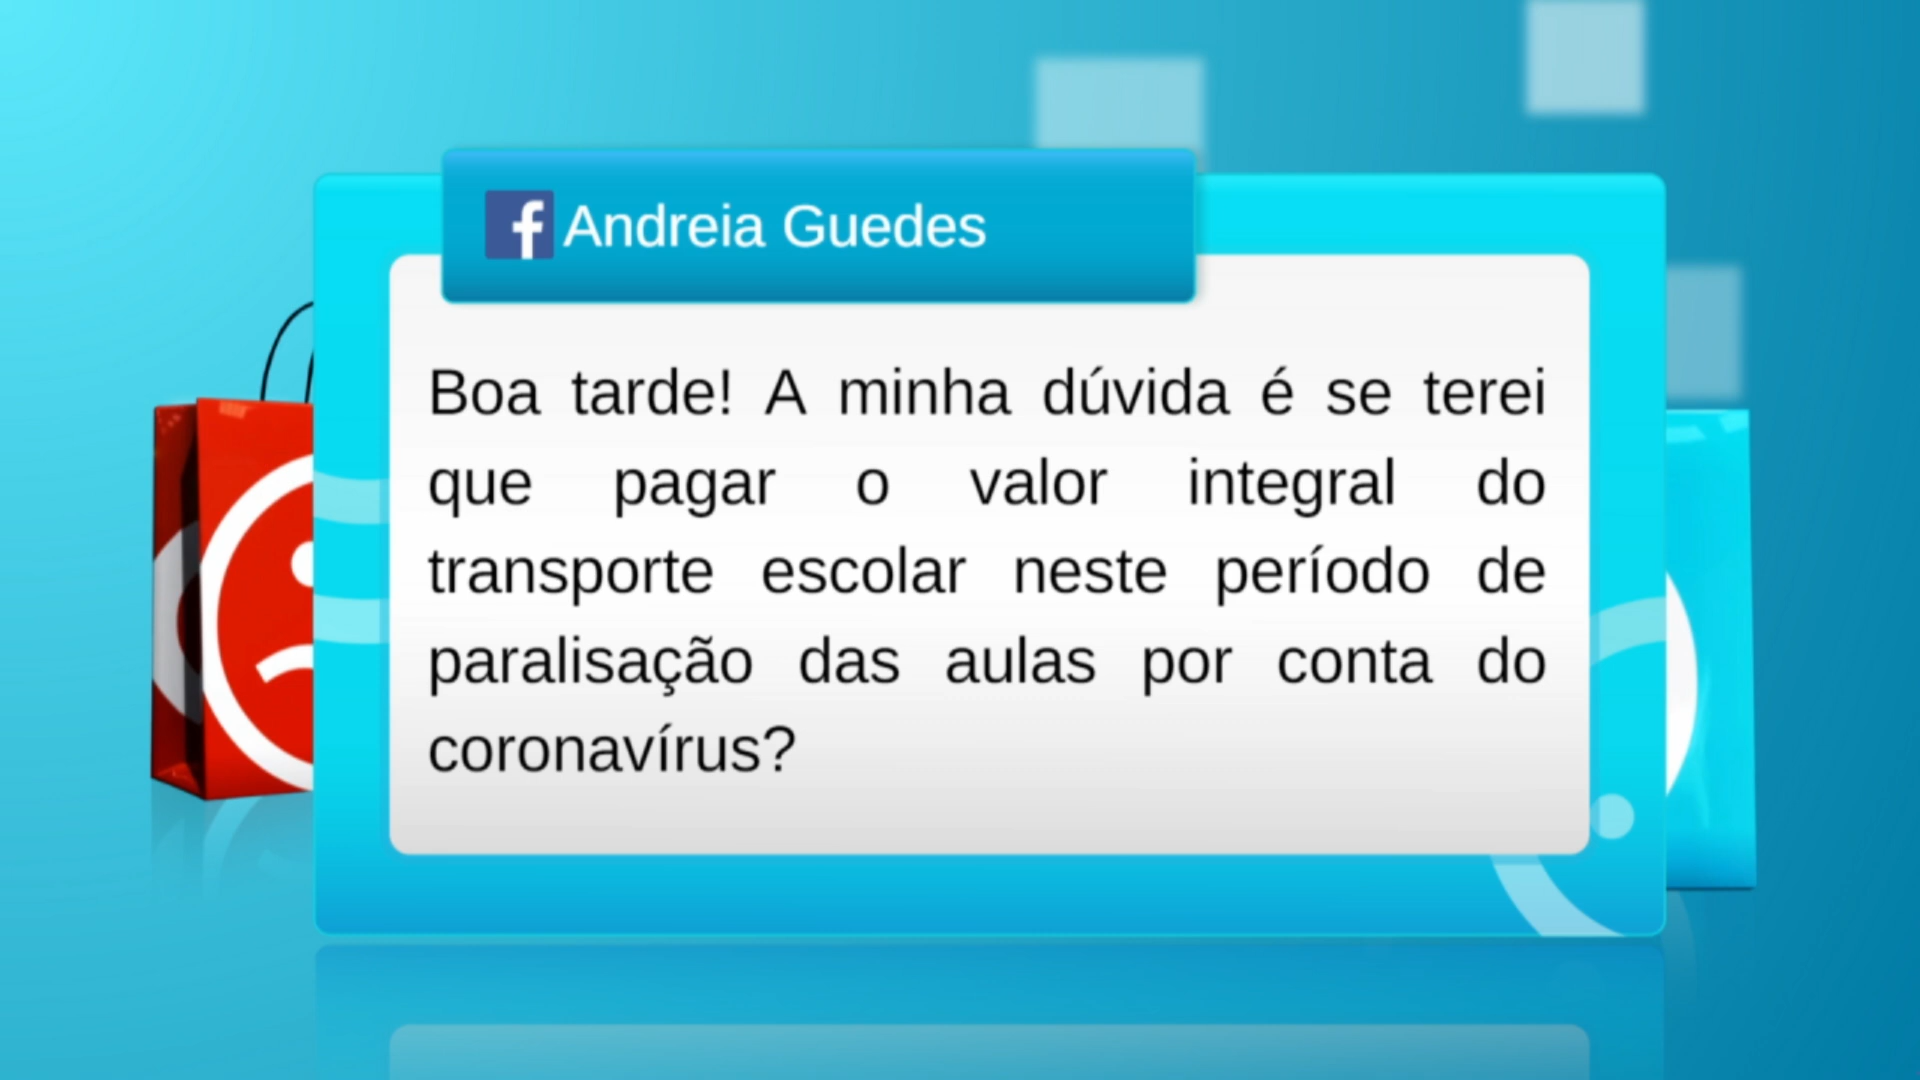 Andreia Guedes
Boa tarde! A minha dúvida é se terei
que pagar o valor integral do
transporte escolar neste período de
paralisação das aulas por conta do
coronavírus?